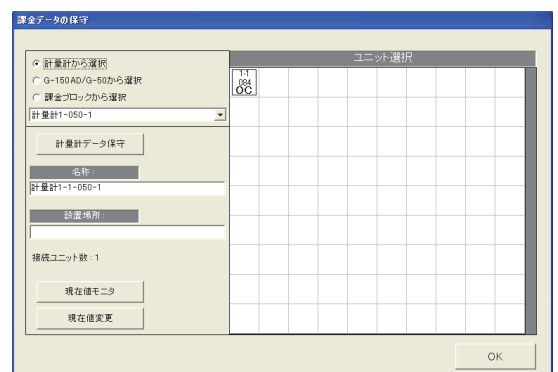 課金データの保守
計量計から選択
G-150AD/G-50から選択
課金ブロックから選択
計量計1-050-1
計量計データ保守
名称:
計量計1-1-050-1
設置場所:
接続ユニット数:1
現在値モニタ
現在値変更
ユニット選択
1-1
084
OC
OK